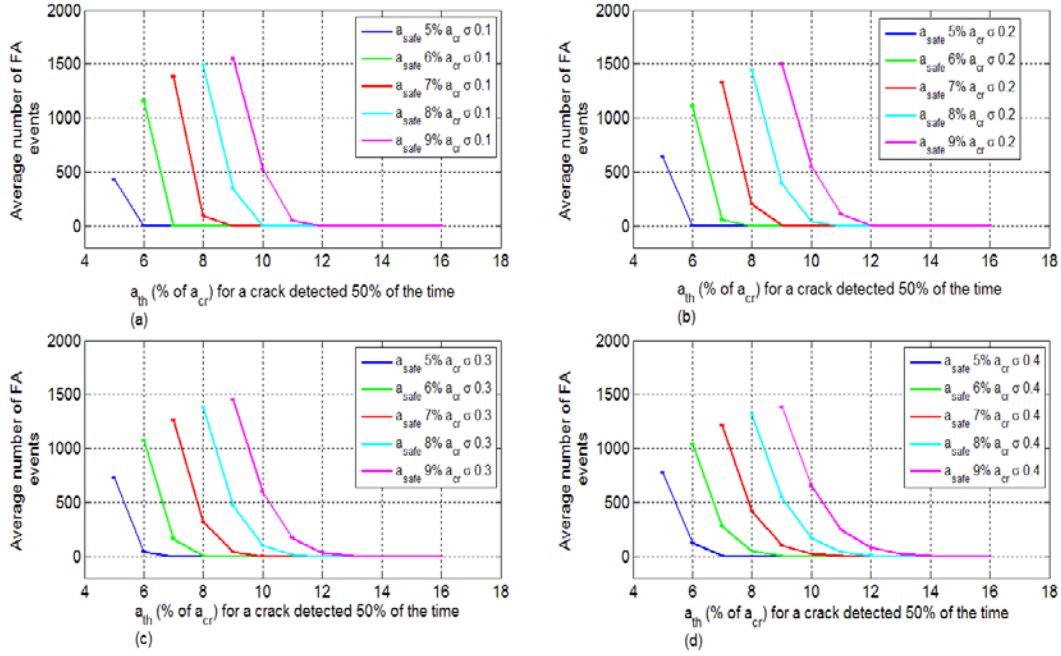 2000
1500
1000
500
0
Average number of FA
events
a_safe 5% a_cr σ 0.1
a_safe 6% a_cr σ 0.1
a_safe 7% a_cr σ 0.1
a_safe 8% a_cr σ 0.1
a_safe 9% a_cr σ 0.1
4 6 8 10 12 14 16 18
a_th (% of a_cr) for a crack detected 50% of the time
(a)
2000
1500
1000
500
0
Average number of FA
events
a_safe 5% a_cr σ 0.2
a_safe 6% a_cr σ 0.2
a_safe 7% a_cr σ 0.2
a_safe 8% a_cr σ 0.2
a_safe 9% a_cr σ 0.2
4 6 8 10 12 14 16 18
a_th (% of a_cr) for a crack detected 50% of the time
(b)
2000
1500
1000
500
0
Average number of FA
events
a_safe 5% a_cr σ 0.3
a_safe 6% a_cr σ 0.3
a_safe 7% a_cr σ 0.3
a_safe 8% a_cr σ 0.3
a_safe 9% a_cr σ 0.3
4 6 8 10 12 14 16 18
a_th (% of a_cr) for a crack detected 50% of the time
(c)
2000
1500
1000
500
0
Average number of FA
events
a_safe 5% a_cr σ 0.4
a_safe 6% a_cr σ 0.4
a_safe 7% a_cr σ 0.4
a_safe 8% a_cr σ 0.4
a_safe 9% a_cr σ 0.4
4 6 8 10 12 14 16 18
a_th (% of a_cr) for a crack detected 50% of the time
(d)